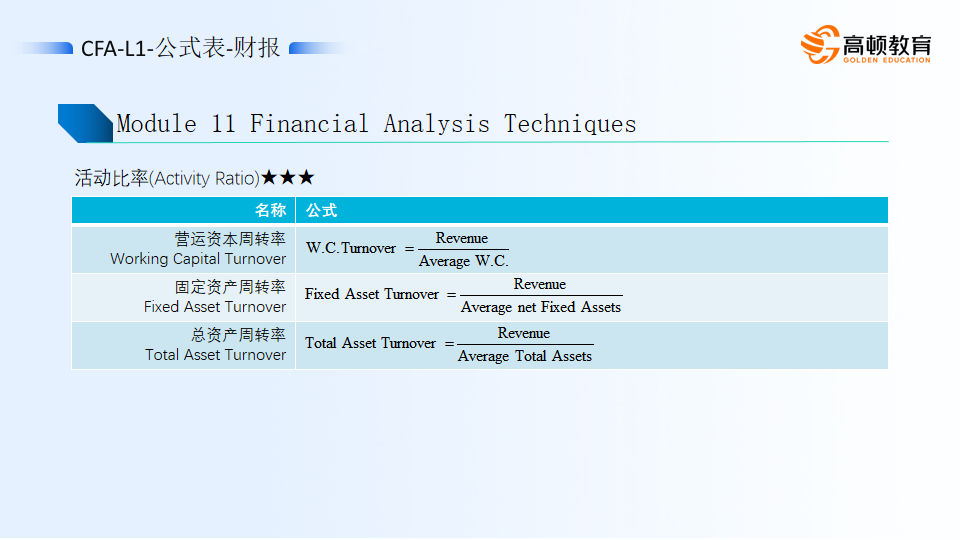 CFA-L1-公式表-财报
高顿教育
GOLDEN EDUCATION
Module 11 Financial Analysis Techniques
活动比率(Activity Ratio)★★★
名称 公式
营运资本周转率
Working Capital Turnover
W.C.Turnover = Revenue / Average W.C.
固定资产周转率
Fixed Asset Turnover
Fixed Asset Turnover = Revenue / Average net Fixed Assets
总资产周转率
Total Asset Turnover
Total Asset Turnover = Revenue / Average Total Assets